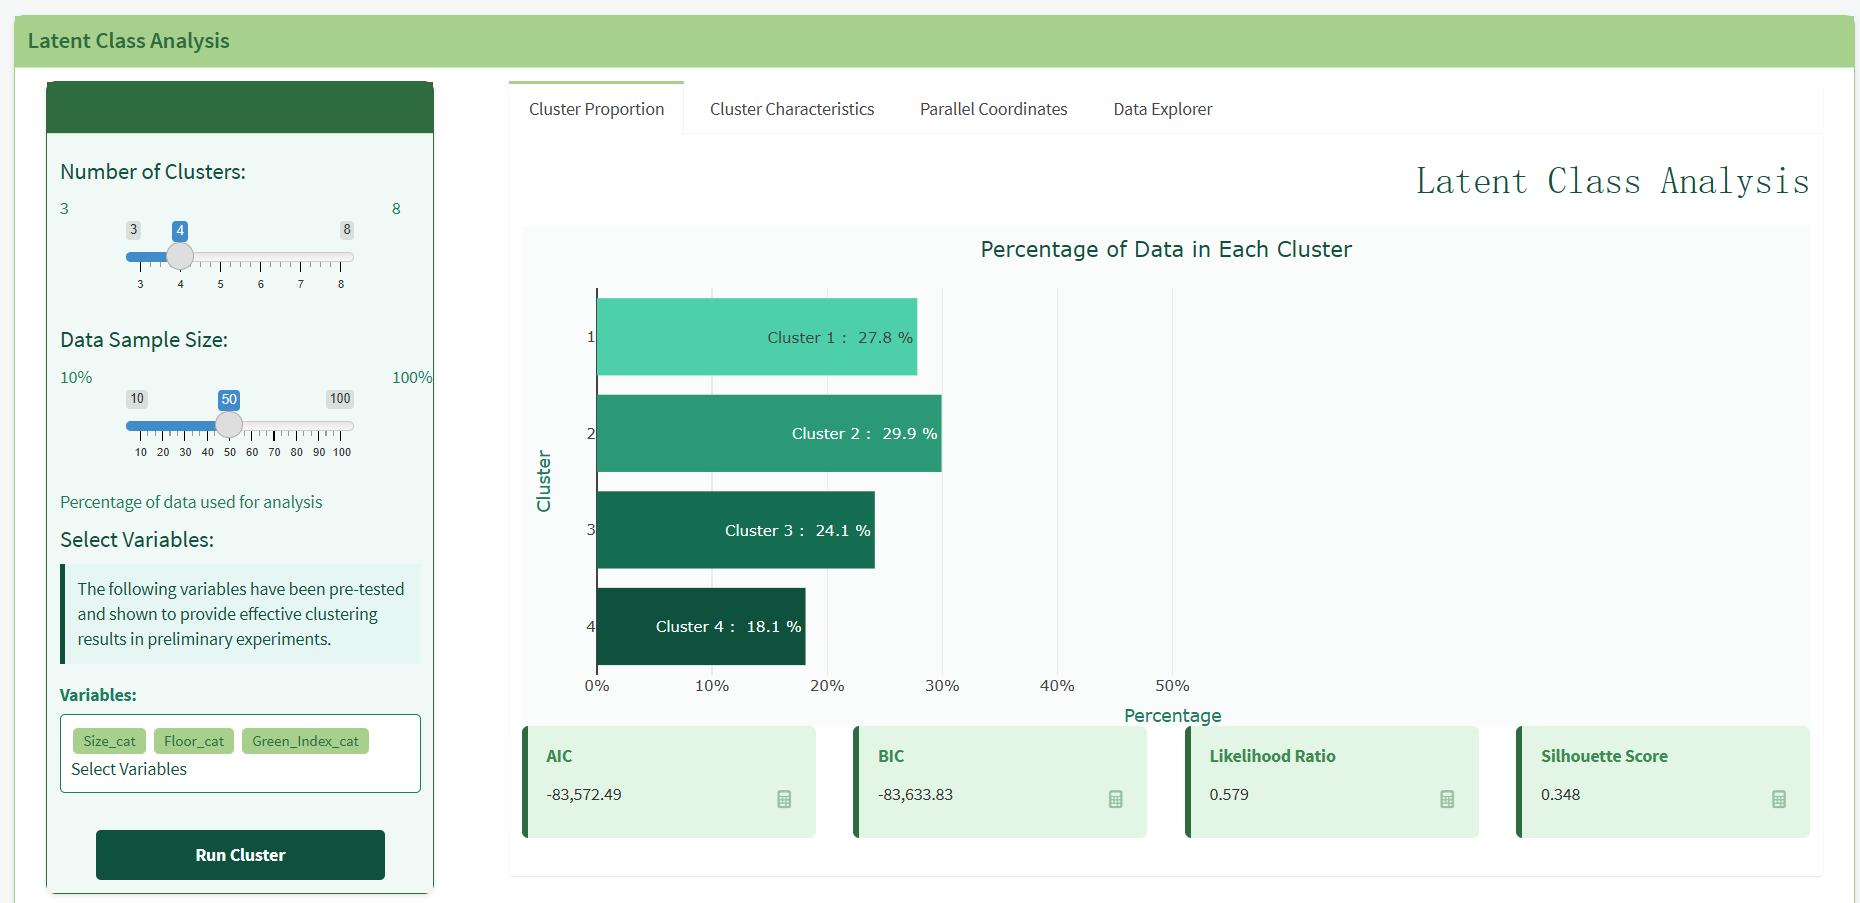 Latent Class Analysis
Number of Clusters:
3 8
3 4 8
3 4 5 6 7 8
Data Sample Size:
10% 100%
10 50 100
10 20 30 40 50 60 70 80 90 100
Percentage of data used for analysis
Select Variables:
The following variables have been pre-tested
and shown to provide effective clustering
results in preliminary experiments.
Variables:
Size_cat Floor_cat Green_Index_cat
Select Variables
Run Cluster
Cluster Proportion Cluster Characteristics Parallel Coordinates Data Explorer
Latent Class Analysis
Percentage of Data in Each Cluster
Cluster
1 Cluster 1 : 27.8 %
2 Cluster 2 : 29.9 %
3 Cluster 3 : 24.1 %
4 Cluster 4 : 18.1 %
0% 10% 20% 30% 40% 50%
Percentage
AIC
-83,572.49
BIC
-83,633.83
Likelihood Ratio
0.579
Silhouette Score
0.348